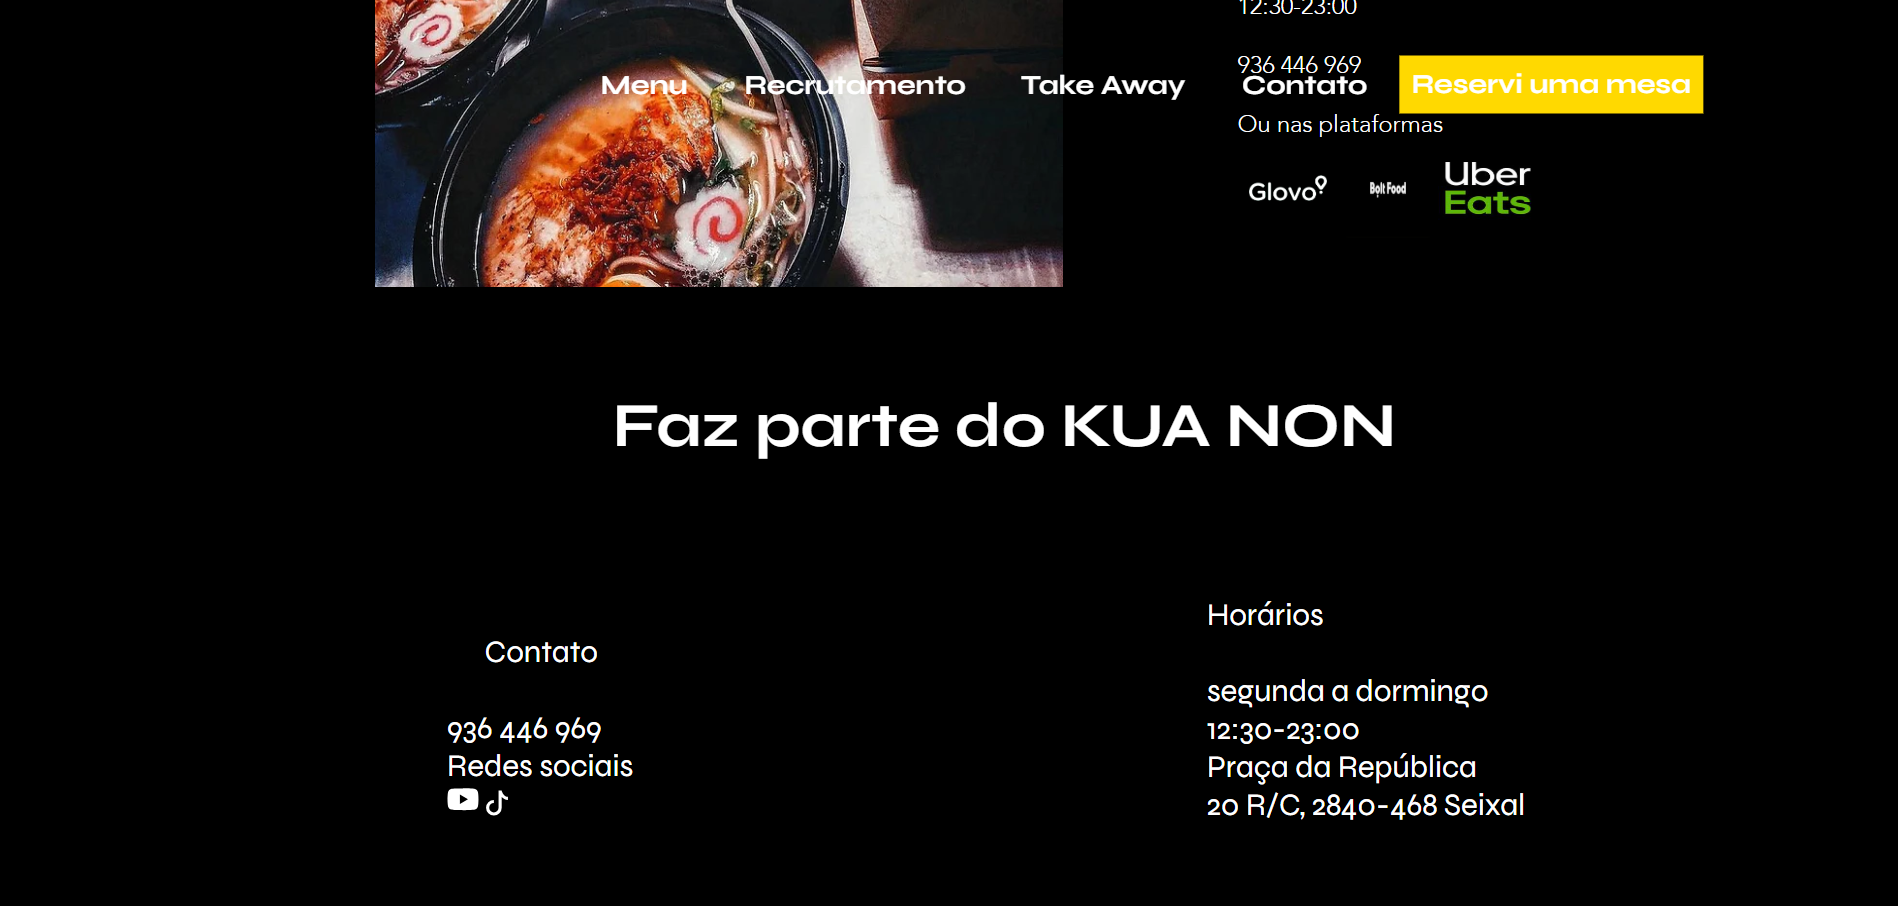 12:30-23:00
936 446 969
Menu Recrutamento Take Away Contato Reservi uma mesa
Ou nas plataformas
Glovo Bolt Food Uber Eats
Faz parte do KUA NON
Contato
936 446 969
Redes sociais
Horários
segunda a dormingo
12:30-23:00
Praça da República
20 R/C, 2840-468 Seixal